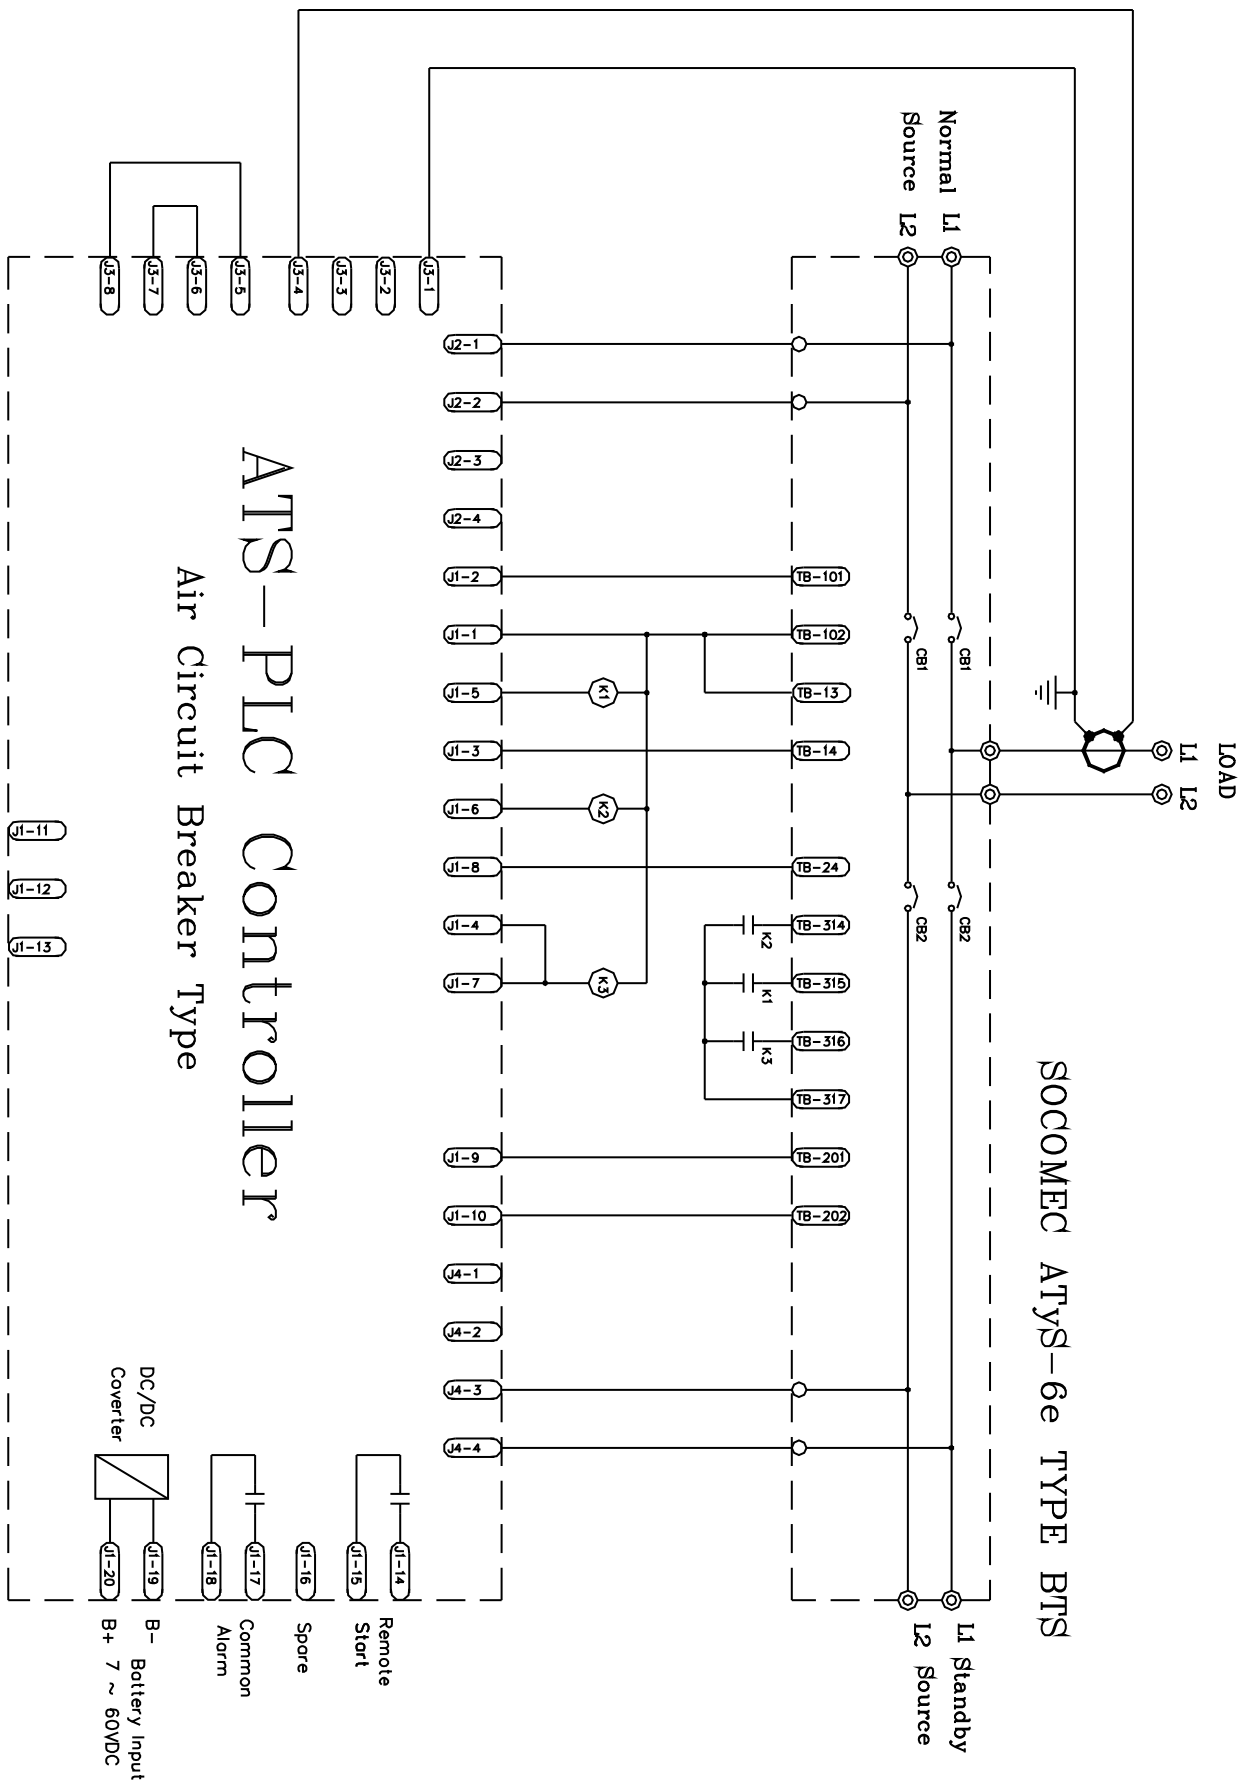 LOAD
L1
L2
SOCOMEC ATyS-6e TYPE BTS
Normal L1
Source L2
CB1
CB1
CB2
CB2
L1 Standby
L2 Source
TB-101
TB-102
TB-13
TB-14
TB-24
TB-314
TB-315
TB-316
TB-317
TB-201
TB-202
K2
K1
K3
K1
K2
K3
J2-1
J2-2
J2-3
J2-4
J1-2
J1-1
J1-5
J1-3
J1-6
J1-8
J1-4
J1-7
J1-9
J1-10
J4-1
J4-2
J4-3
J4-4
J3-1
J3-2
J3-3
J3-4
J3-5
J3-6
J3-7
J3-8
ATS-PLC Controller
Air Circuit Breaker Type
J1-14
J1-15
J1-16
J1-17
J1-18
J1-19
J1-20
Remote
Start
Spare
Common
Alarm
DC/DC
Coverter
B- Battery Input
B+ 7 ~ 60VDC
J1-11
J1-12
J1-13